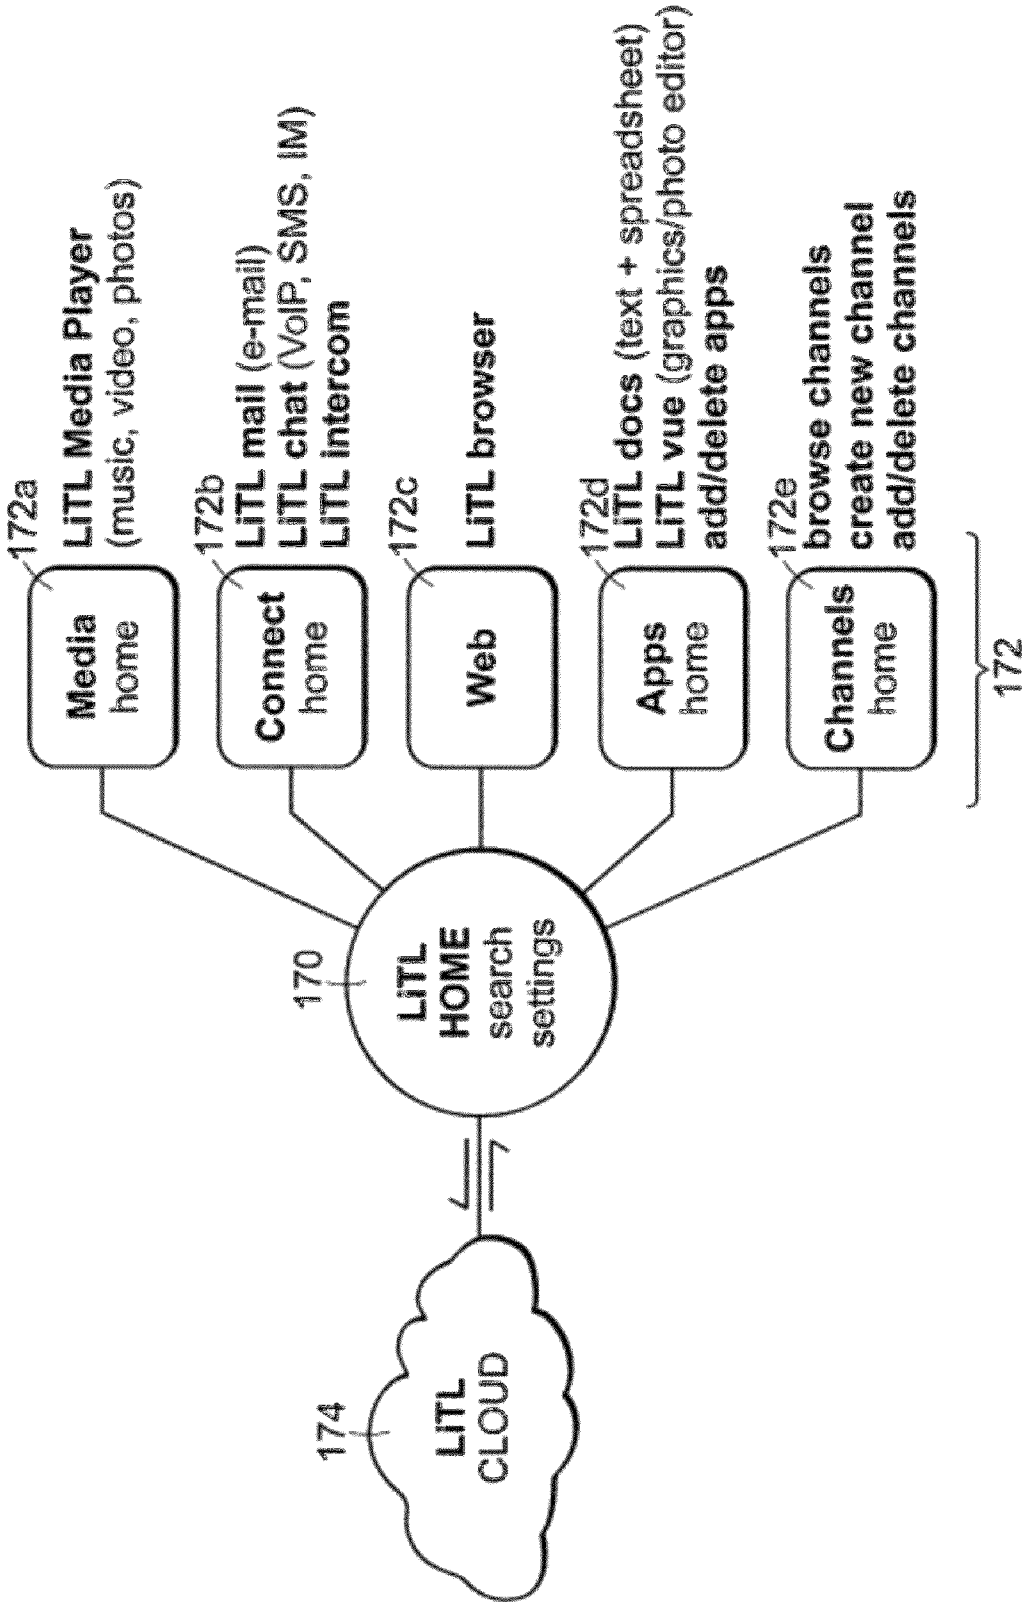 174
LiTL
CLOUD
170
LiTL
HOME
search
settings
172a
Media
home
LiTL Media Player
(music, video, photos)
172b
Connect
home
LiTL mail (e-mail)
LiTL chat (VoIP, SMS, IM)
LiTL intercom
172c
Web
LiTL browser
172d
Apps
home
LiTL docs (text + spreadsheet)
LiTL vue (graphics/photo editor)
add/delete apps
172e
Channels
home
browse channels
create new channel
add/delete channels
172